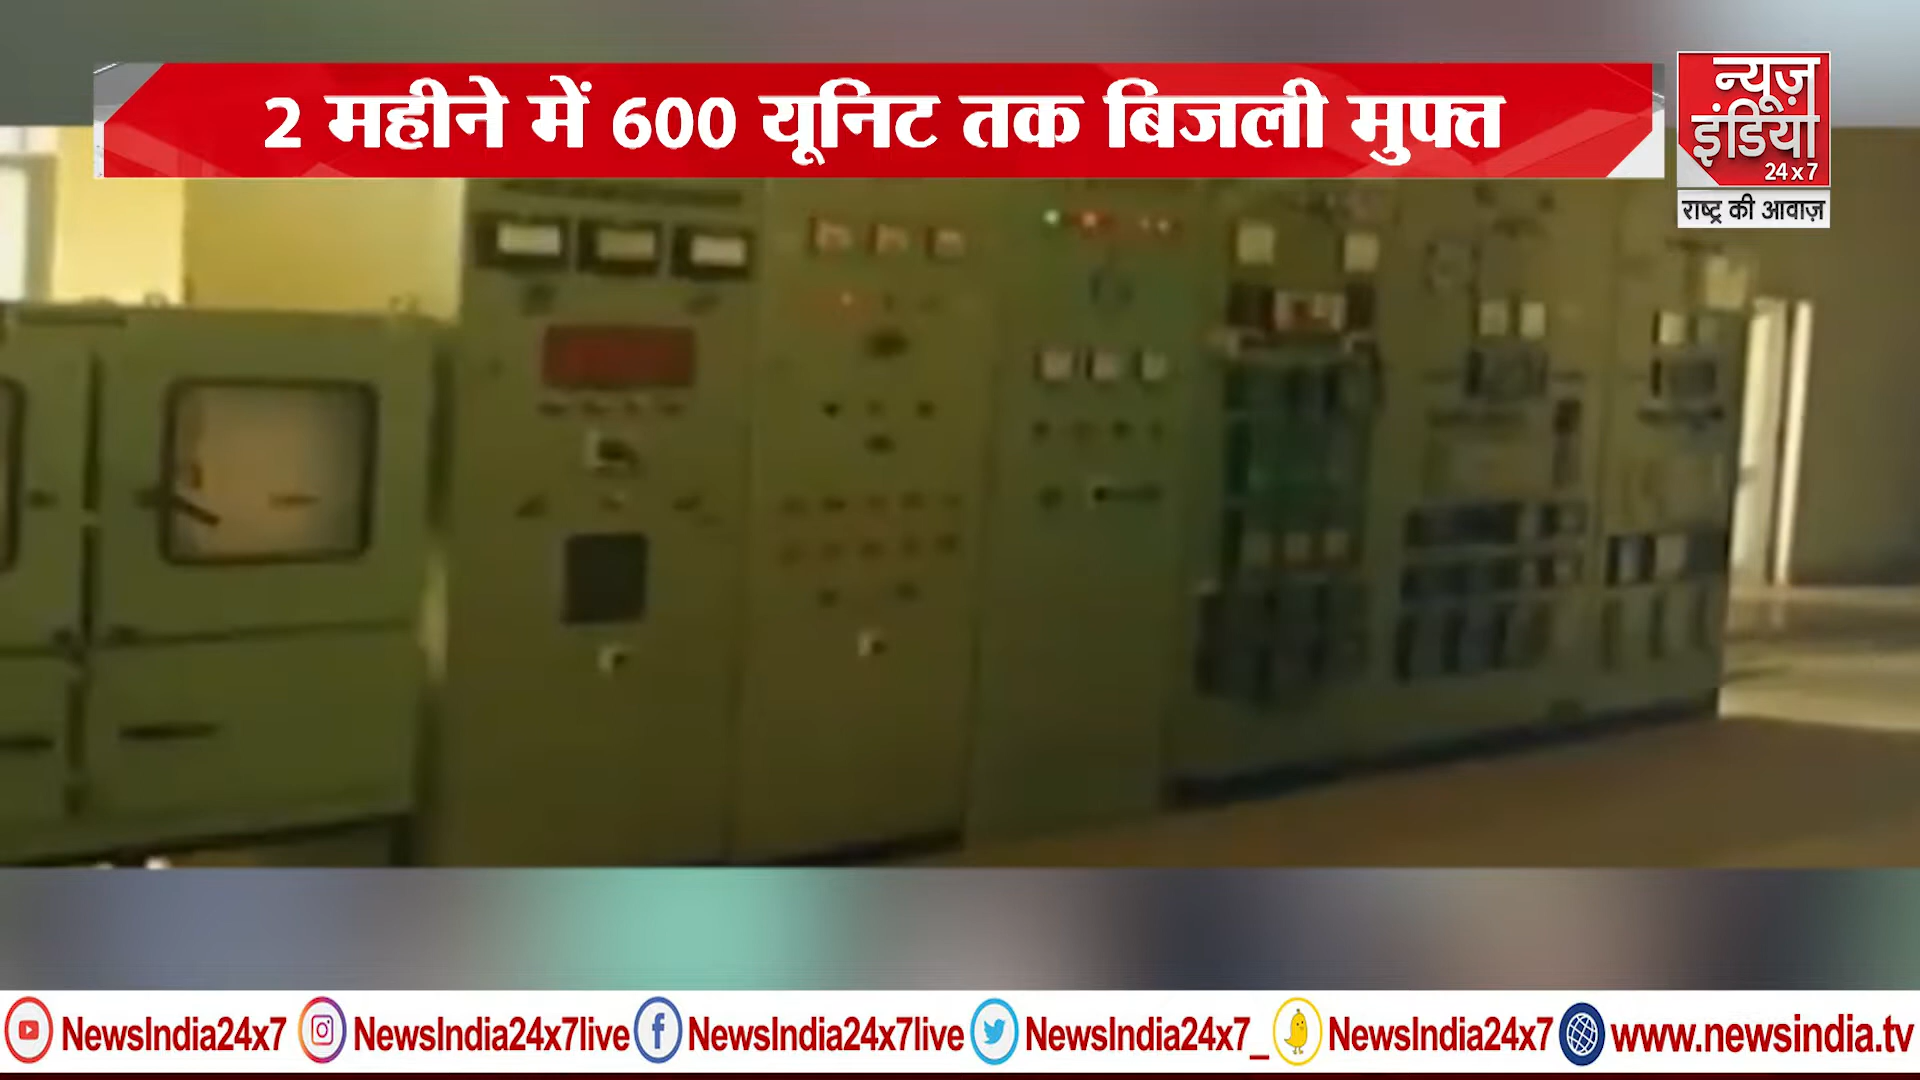 2 महीने में 600 यूनिट तक बिजली मुफ्त
न्यूज़
इंडिया
24x7
राष्ट्र की आवाज़
NewsIndia24x7
NewsIndia24x7live
NewsIndia24x7live
NewsIndia24x7_
NewsIndia24x7
www.newsindia.tv